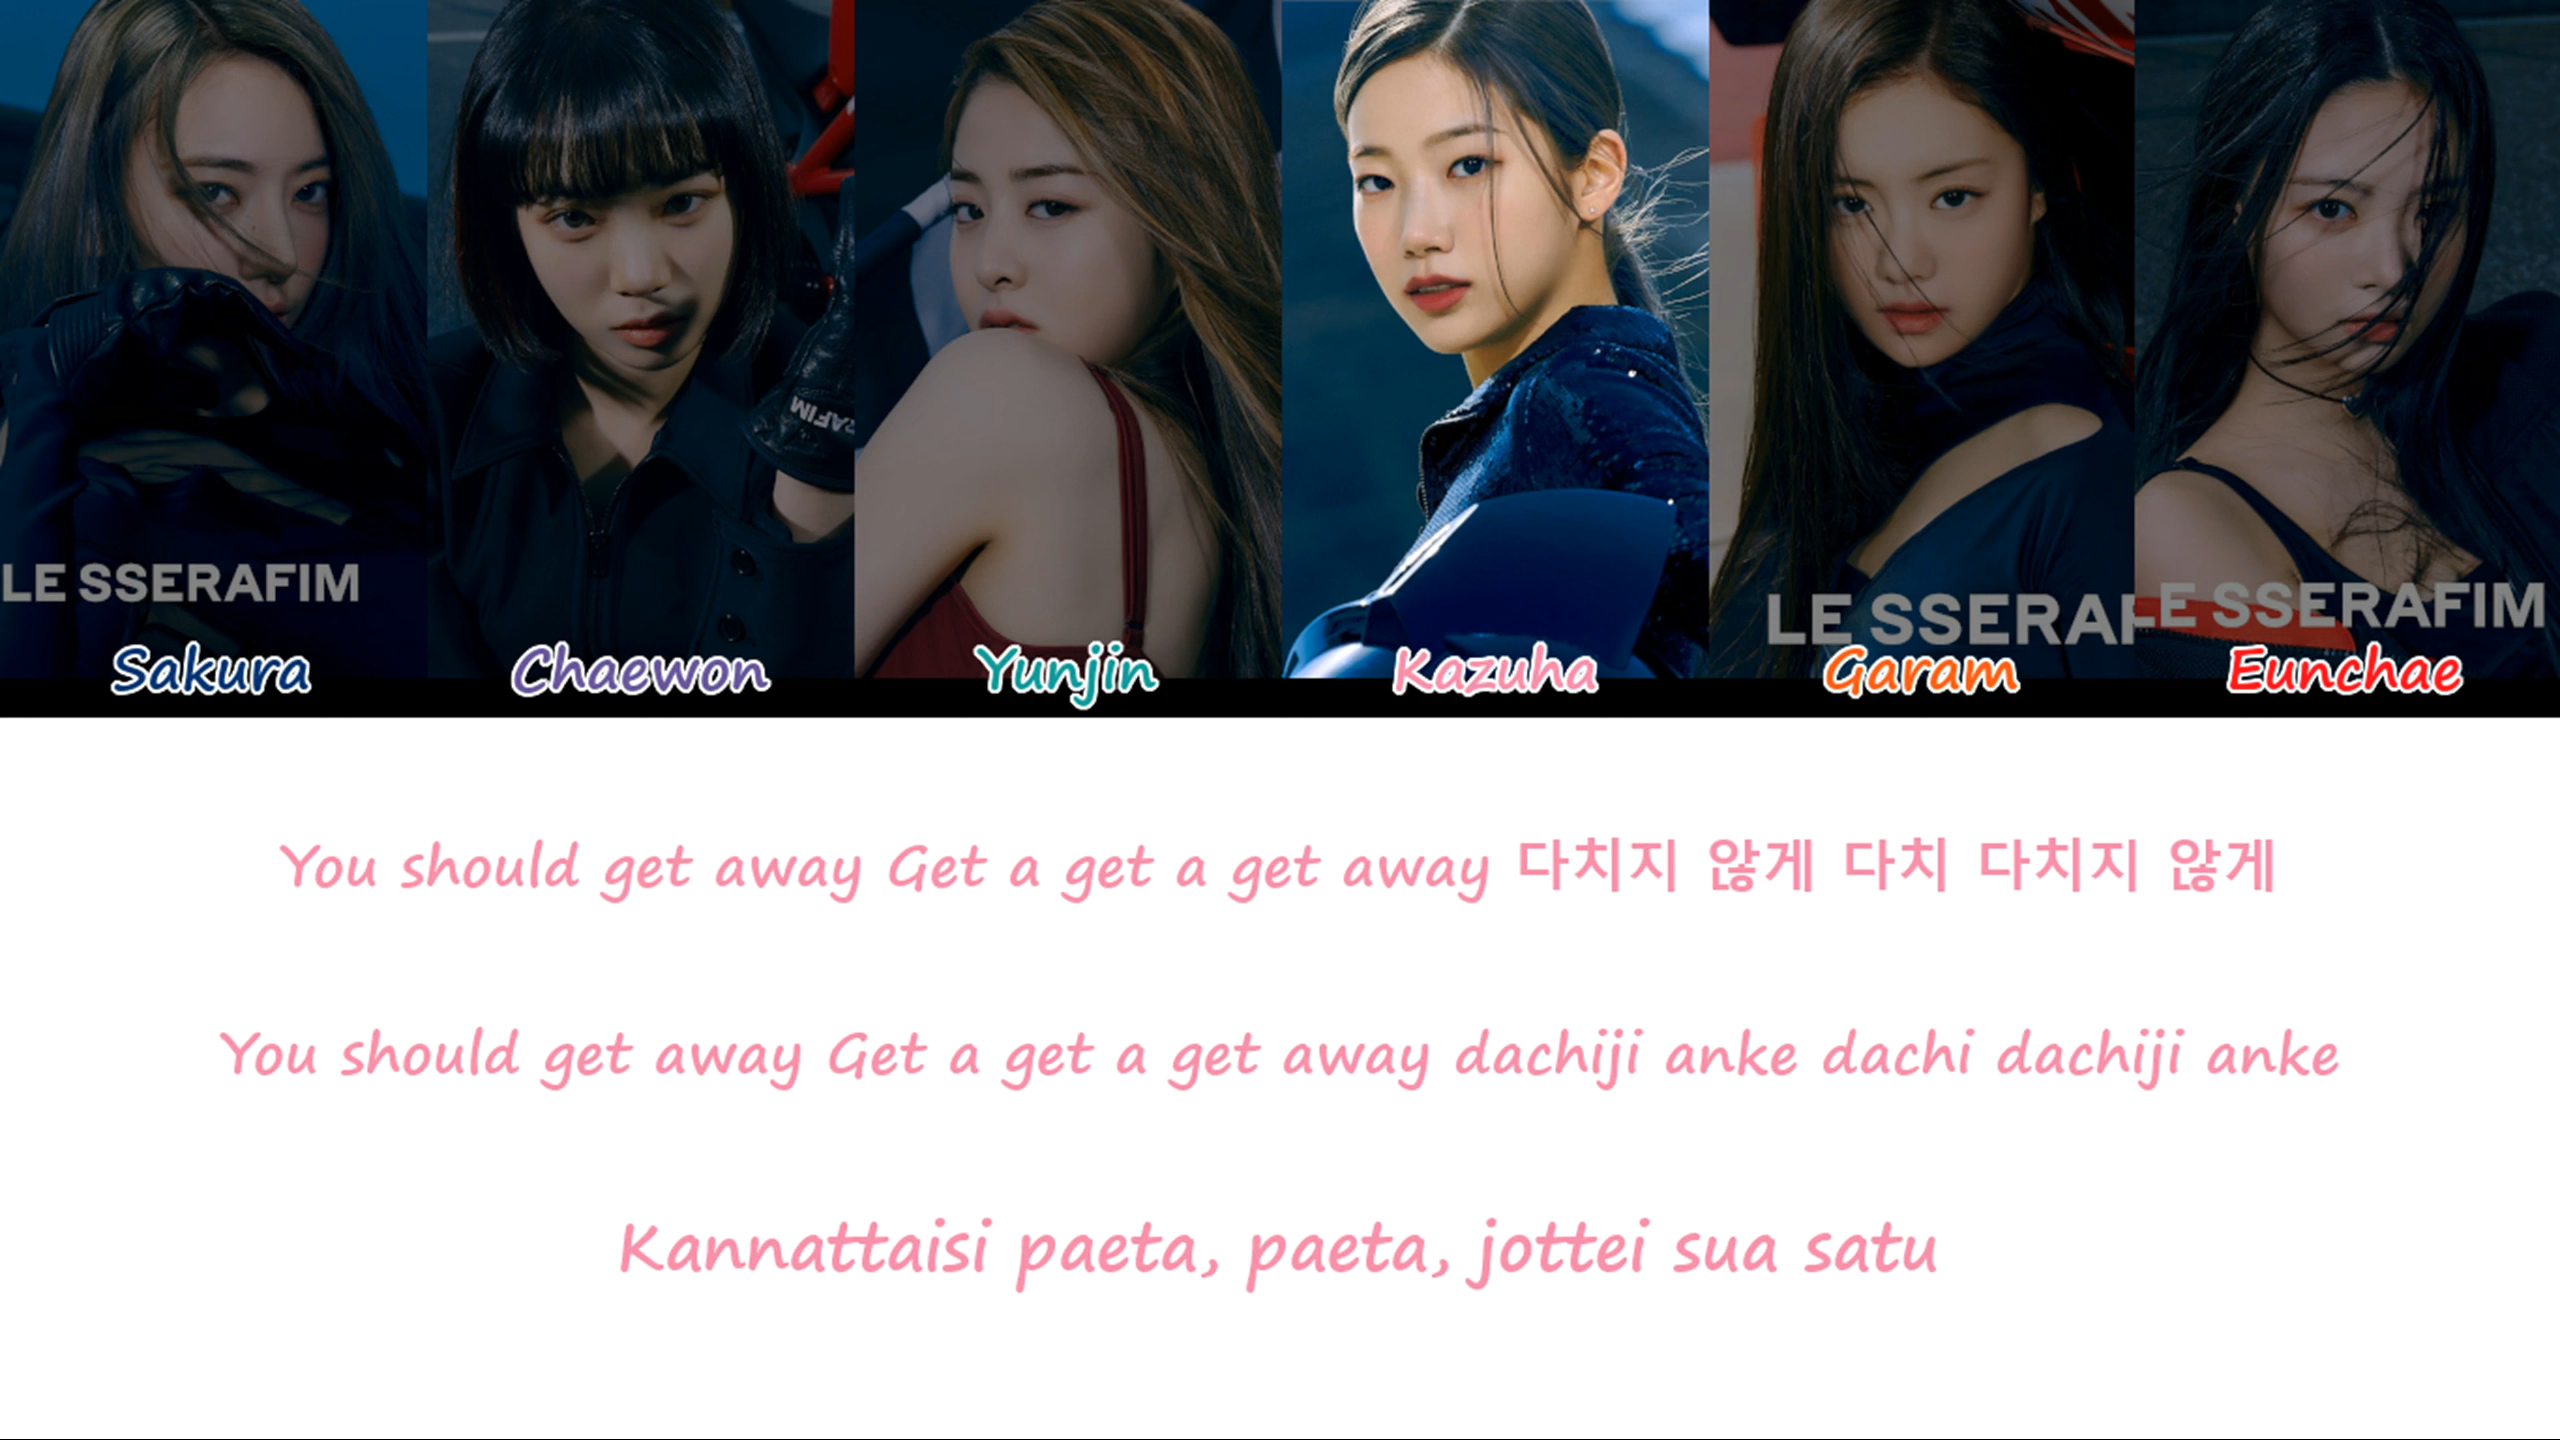 SERAFIM
LE SSERAFIM
LE SSERAF
LE SSERAFIM
Sakura
Chaewon
Yunjin
Kazuha
Garam
Eunchae
You should get away Get a get a get away 다치지 않게 다치 다치지 않게
You should get away Get a get a get away dachiji anke dachi dachiji anke
Kannattaisi paeta, paeta, jottei sua satu